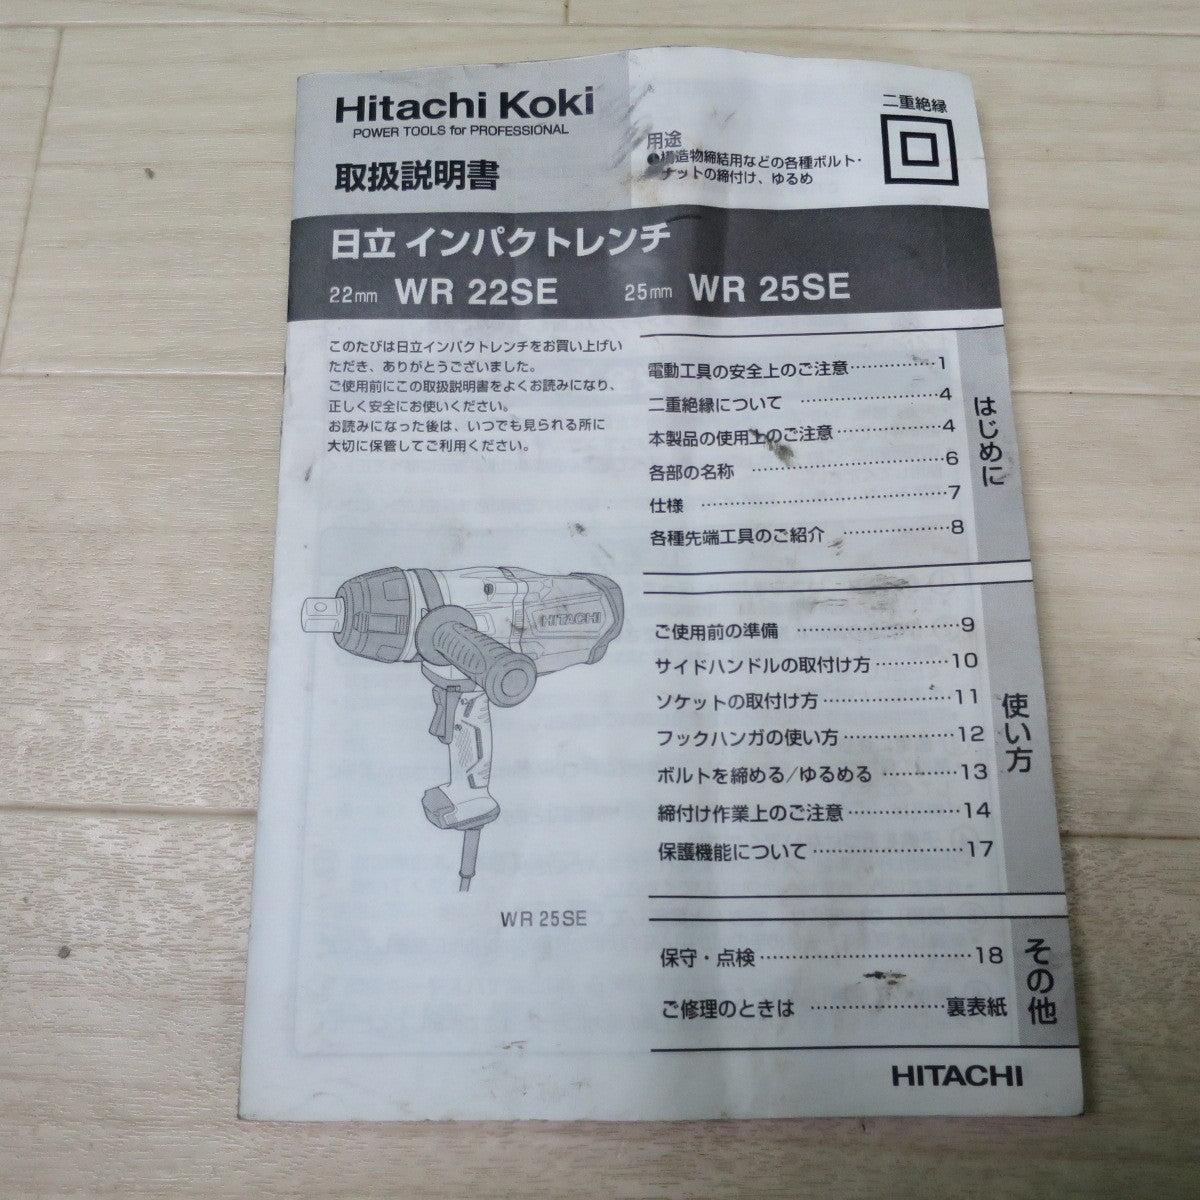 Hitachi Koki
POWER TOOLS for PROFESSIONAL
取扱説明書
用途
●構造物締結用などの各種ボルト・
ナットの締付け、ゆるめ
二重絶縁
日立 インパクトレンチ
22mm WR 22SE 25mm WR 25SE
このたびは日立インパクトレンチをお買い上げい
ただき、ありがとうございました。
ご使用前にこの取扱説明書をよくお読みになり、
正しく安全にお使いください。
お読みになった後は、いつでも見られる所に
大切に保管してご利用ください。
HITACHI
WR 25SE
はじめに
電動工具の安全上のご注意……………1
二重絶縁について ……………………4
本製品の使用上のご注意………………4
各部の名称 ……………………………6
仕様 ……………………………………7
各種先端工具のご紹介 ………………8
使い方
ご使用前の準備 ………………………9
サイドハンドルの取付け方…………10
ソケットの取付け方…………………11
フックハンガの使い方………………12
ボルトを締める/ゆるめる …………13
締付け作業上のご注意………………14
保護機能について……………………17
その他
保守・点検……………………………18
ご修理のときは …………………裏表紙
HITACHI